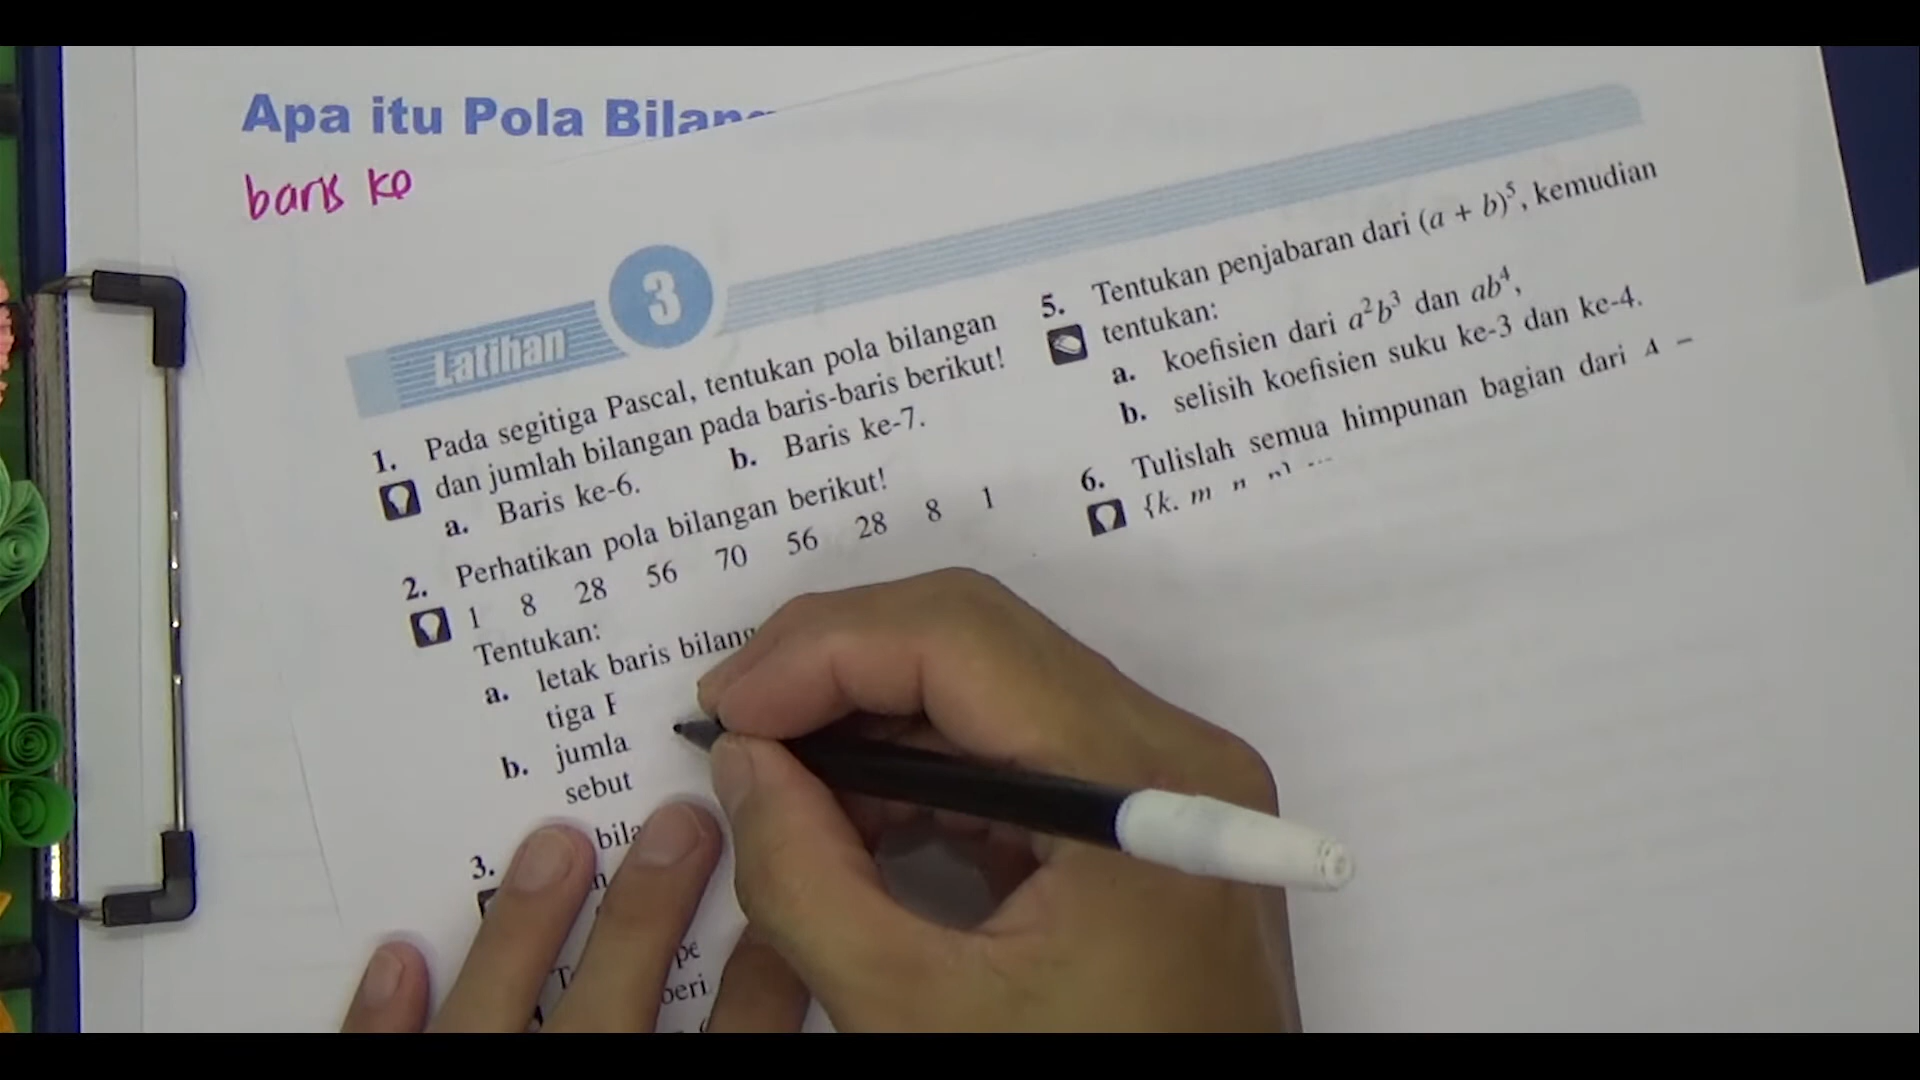 Apa itu Pola
baris ke
Latihan 3
1. Pada segitiga Pascal, tentukan pola bilangan
dan jumlah bilangan pada baris-baris berikut!
a. Baris ke-6. b. Baris ke-7.
2. Perhatikan pola bilangan berikut!
1 8 28 56 70 56 28 8 1
Tentukan:
a. letak baris
tiga
b. jumla
sebut
3. bila
n
pe
beri
5. Tentukan penjabaran dari (a + b)⁵, kemudian
tentukan:
a. koefisien dari a²b³ dan ab⁴,
b. selisih koefisien suku ke-3 dan ke-4.
6. Tulislah semua himpunan bagian dari A
{k. m